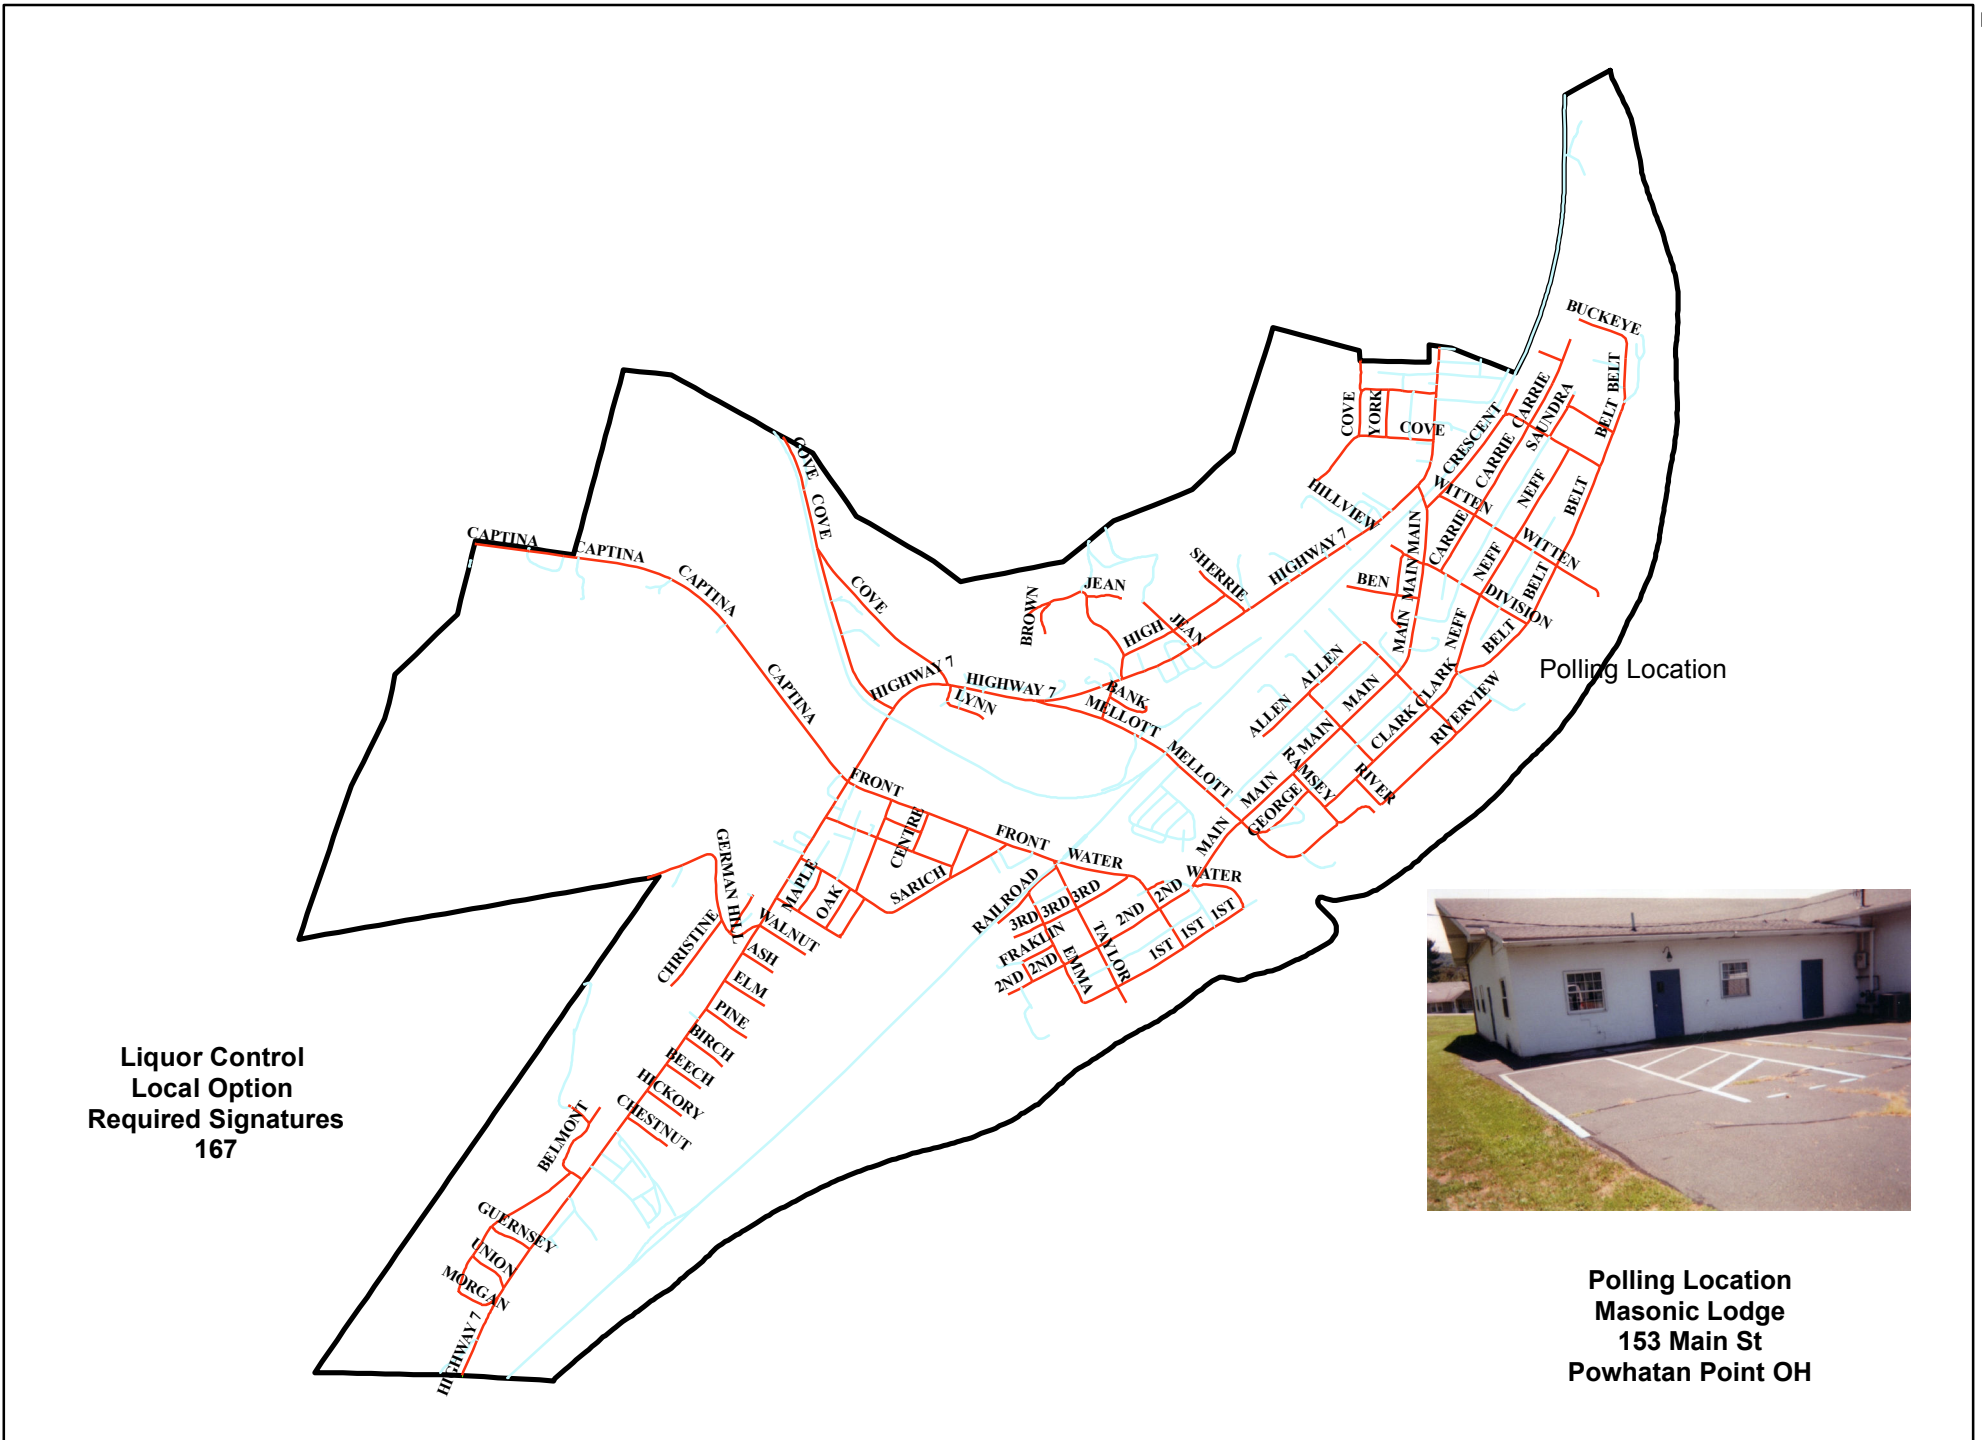 BUCKEYE
BELT
BELT
BELT
BELT
BELT
CARRIE
CARRIE
CARRIE
SAUNDRA
CRESCENT
COVE
YORK
COVE
NEFF
NEFF
NEFF
WITTEN
WITTEN
HILLVIEW
HIGHWAY 7
MAIN
MAIN
MAIN
MAIN
BEN
DIVISION
SHERRIE
JEAN
JEAN
BROWN
HIGH
COVE
COVE
COVE
CAPTINA
CAPTINA
CAPTINA
CAPTINA
HIGHWAY 7
HIGHWAY 7
LYNN
BANK
MELLOTT
MELLOTT
ALLEN
ALLEN
MAIN
MAIN
MAIN
MAIN
CLARK
CLARK
RIVERVIEW
RIVER
RAMSEY
GEORGE
Polling Location
FRONT
FRONT
CENTRE
SARICH
WATER
WATER
RAILROAD
3RD
3RD
3RD
2ND
2ND
2ND
2ND
1ST
1ST
1ST
FRAKLIN
EMMA
TAYLOR
GERMAN HILL
CHRISTINE
MAPLE
OAK
WALNUT
ASH
ELM
PINE
BIRCH
BEECH
HICKORY
CHESTNUT
BELMONT
GUERNSEY
UNION
MORGAN
HIGHWAY 7
Liquor Control
Local Option
Required Signatures
167
Polling Location
Masonic Lodge
153 Main St
Powhatan Point OH